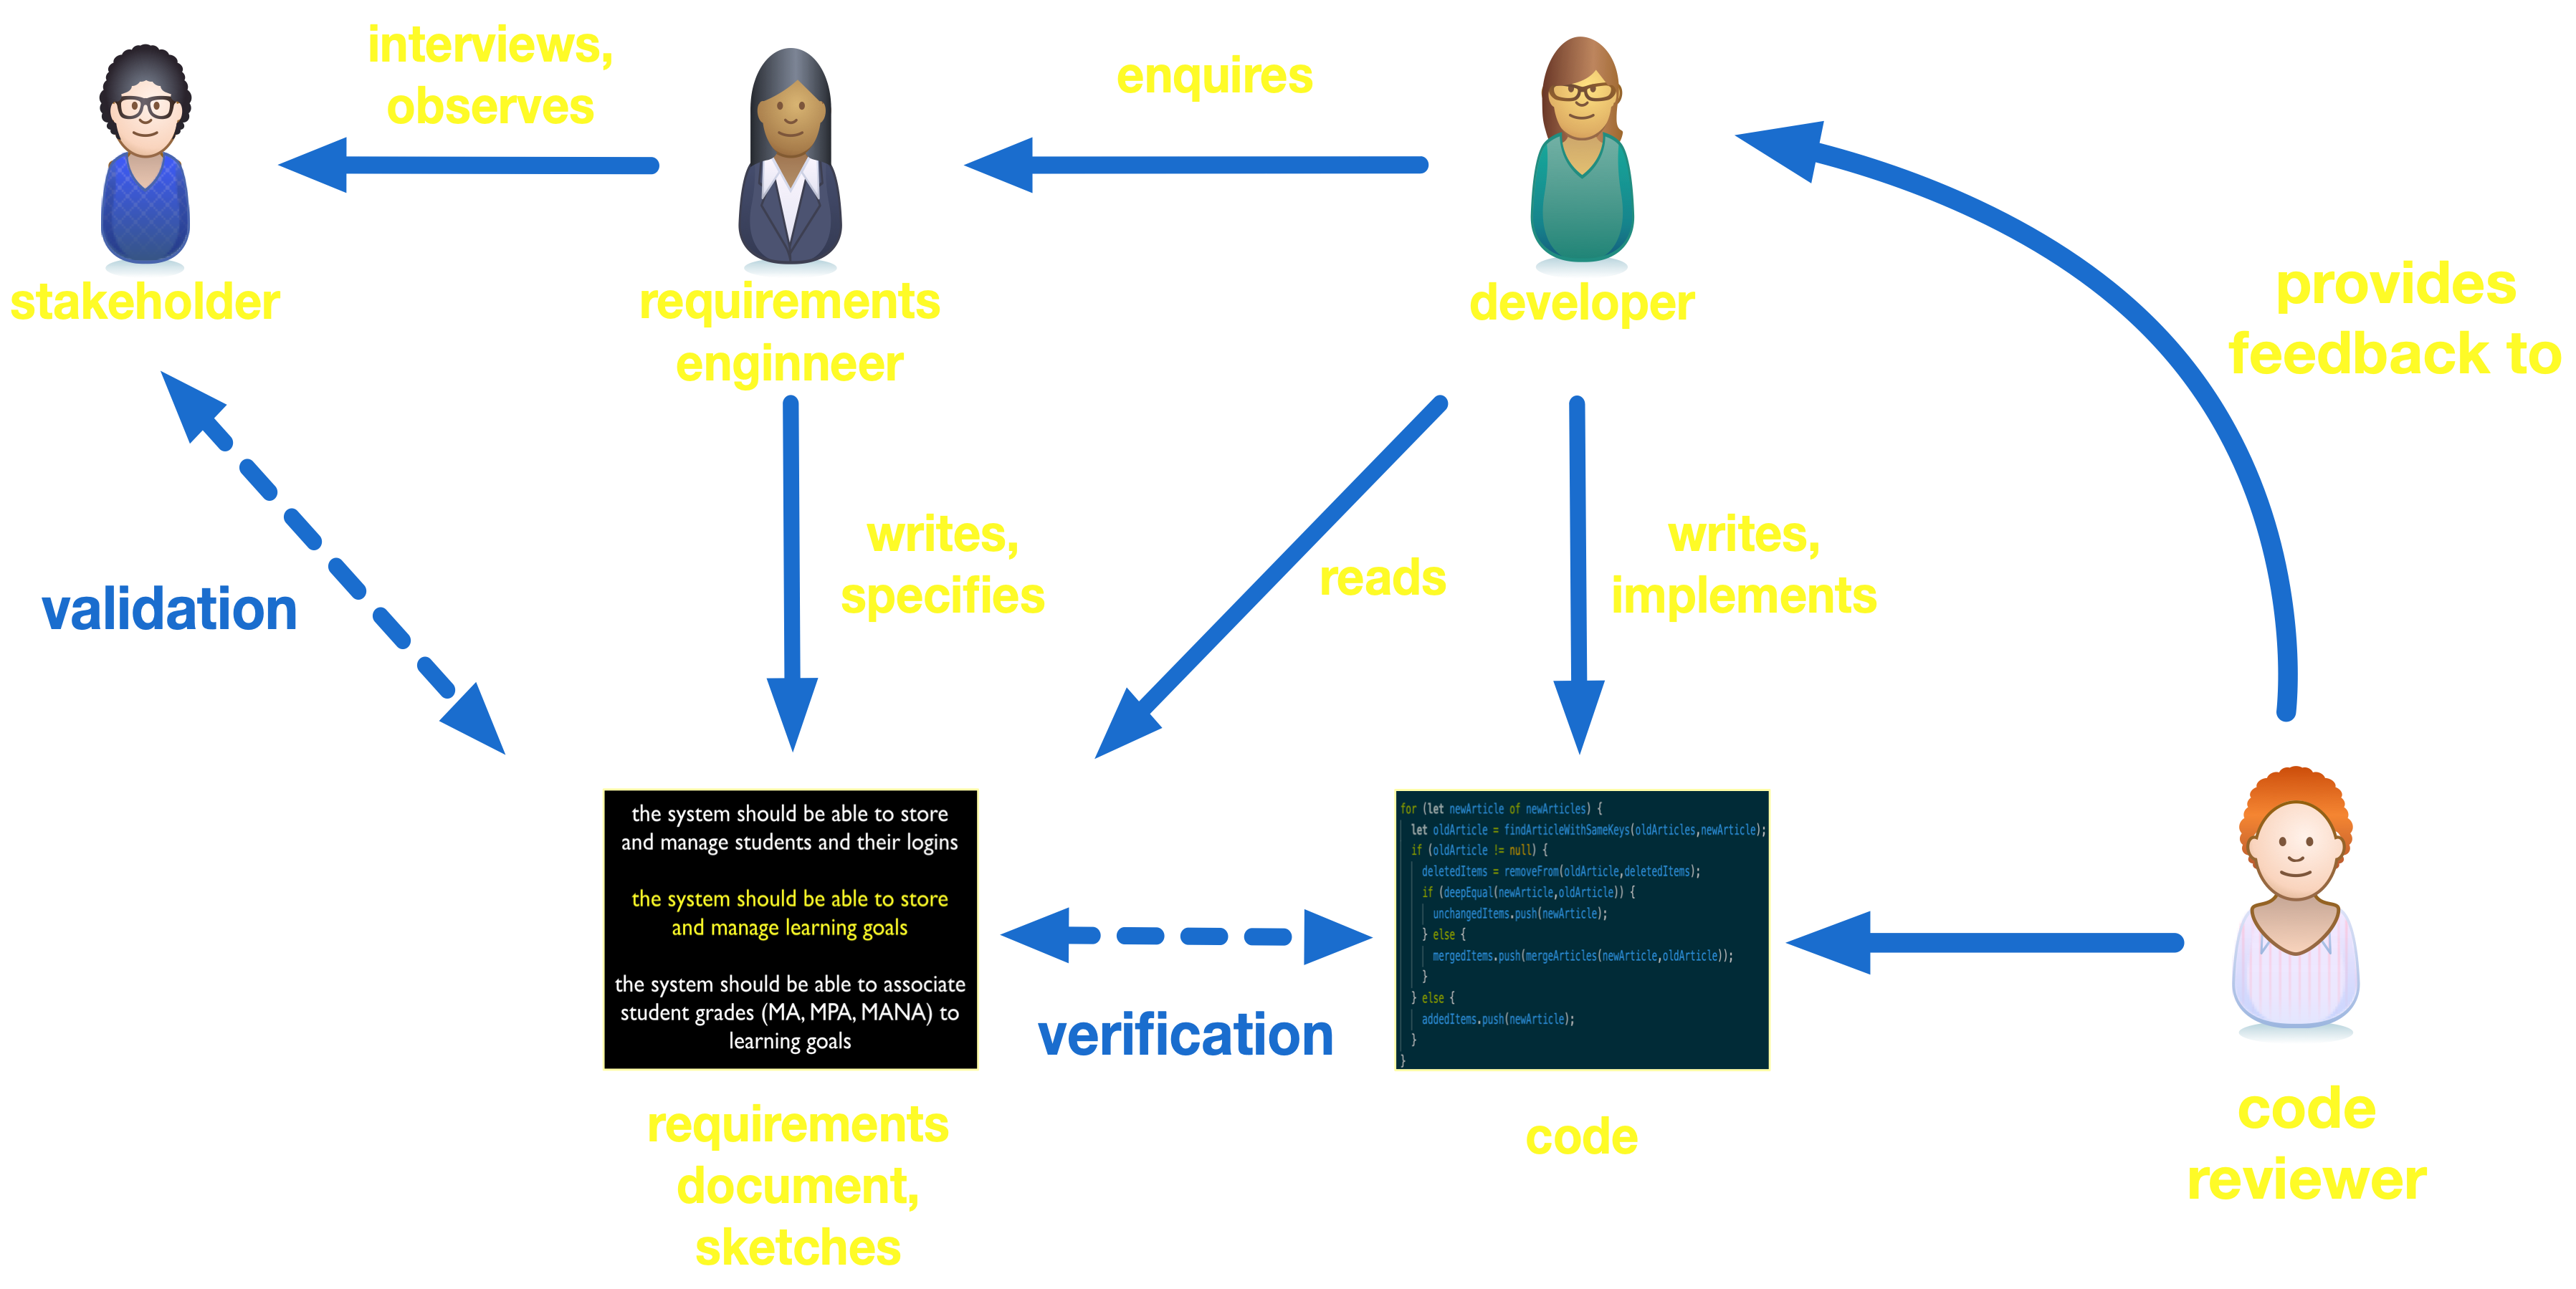 interviews,
observes
enquires
stakeholder
requirements
enginneer
developer
provides
feedback to
validation
writes,
specifies
reads
writes,
implements
the system should be able to store
and manage students and their logins
the system should be able to store
and manage learning goals
the system should be able to associate
student grades (MA, MPA, MANA) to
learning goals
verification
for (let newArticle of newArticles) {
let oldArticle = findArticleWithSameKeys(oldArticles,newArticle);
if (oldArticle != null) {
deletedItems = removeFrom(oldArticle,deletedItems);
if (deepEqual(newArticle,oldArticle)) {
unchangedItems.push(newArticle);
} else {
mergedItems.push(mergeArticles(newArticle,oldArticle));
}
} else {
addedItems.push(newArticle);
}
}
requirements
document,
sketches
code
code
reviewer